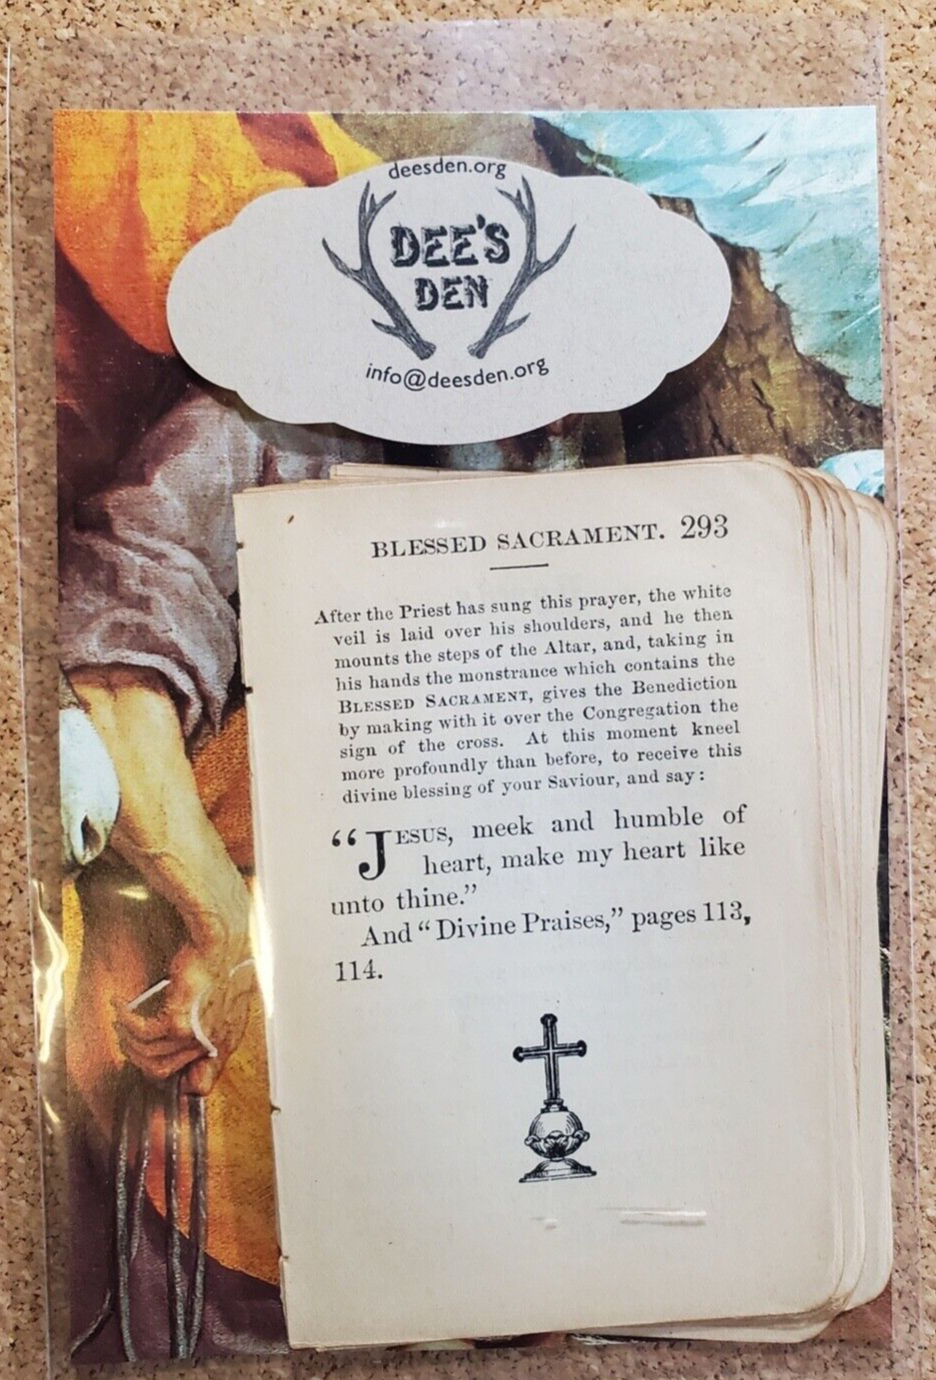 deesden.org
DEE'S
DEN
info@deesden.org
BLESSED SACRAMENT. 293
After the Priest has sung this prayer, the white
veil is laid over his shoulders, and he then
mounts the steps of the Altar, and, taking in
his hands the monstrance which contains the
BLESSED SACRAMENT, gives the Benediction
by making with it over the Congregation the
sign of the cross. At this moment kneel
more profoundly than before, to receive this
divine blessing of your Saviour, and say:
“JESUS, meek and humble of
heart, make my heart like
unto thine.”
And “Divine Praises,” pages 113,
114.